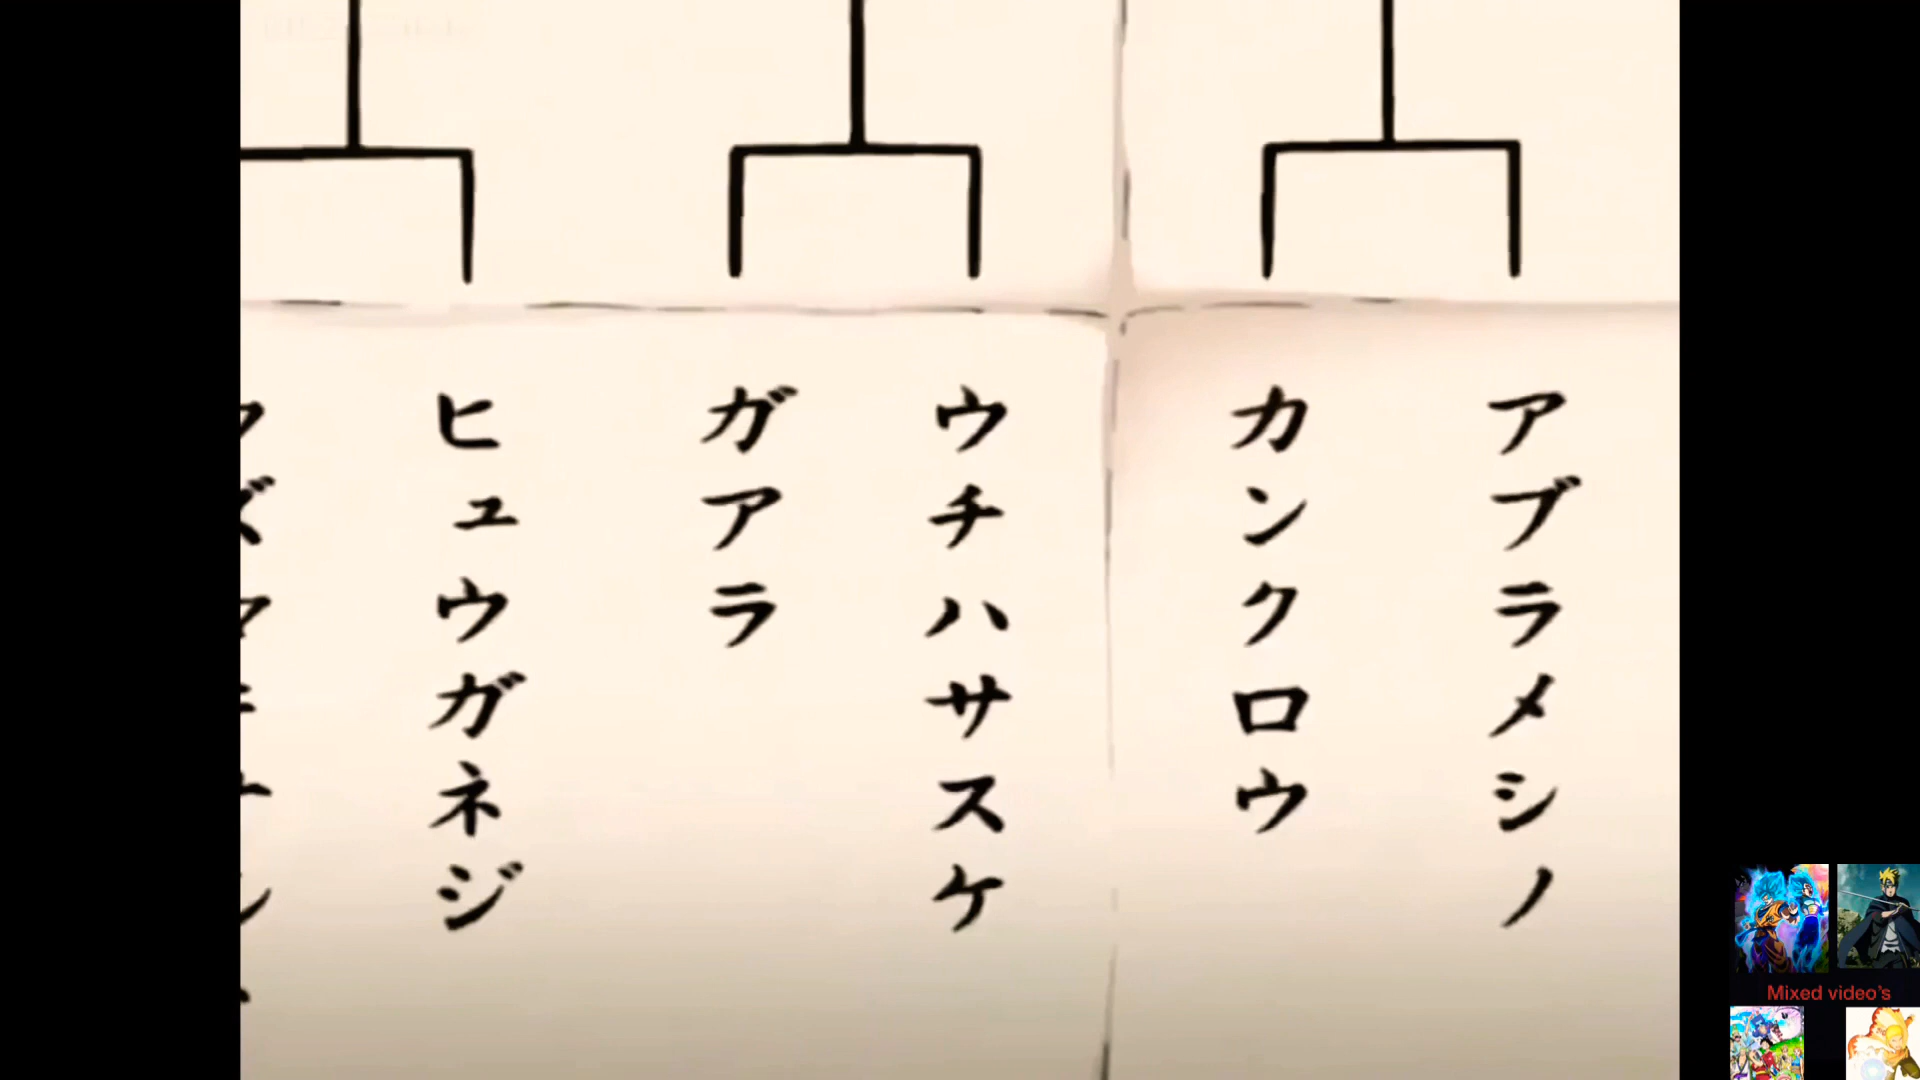 アブラメシノ
カンクロウ
ウチハサスケ
ガアラ
ヒュウガネジ
Mixed video's